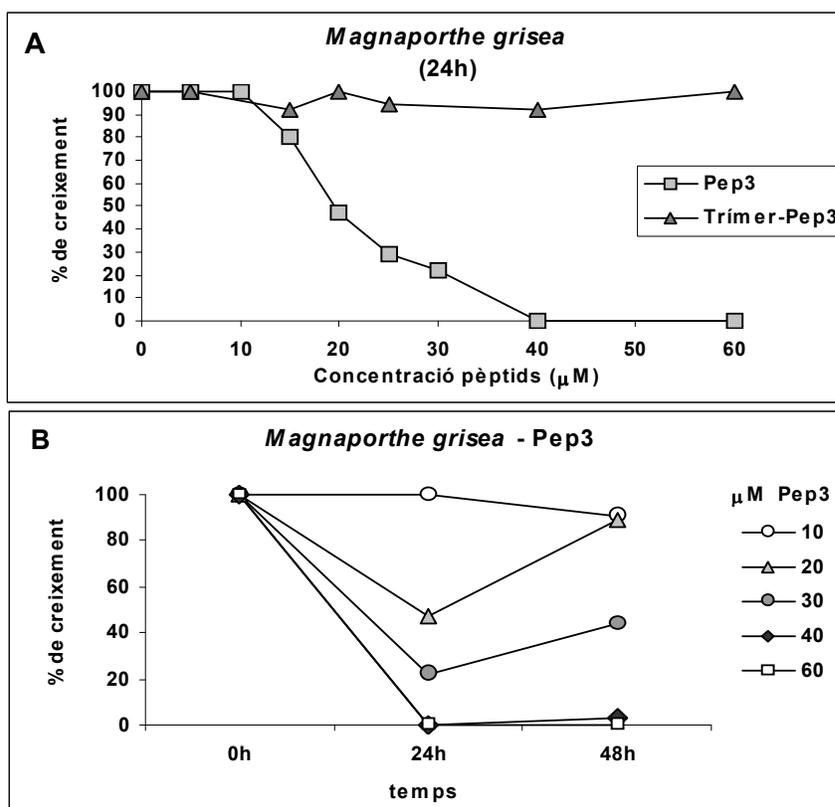 A
Magnaporthe grisea
(24h)
% de creixement
100
90
80
70
60
50
40
30
20
10
0
0 10 20 30 40 50 60
Concentració pèptids (μM)
Pep3
Trímer-Pep3
B
Magnaporthe grisea - Pep3
% de creixement
100
80
60
40
20
0
0h 24h 48h
temps
μM Pep3
10
20
30
40
60